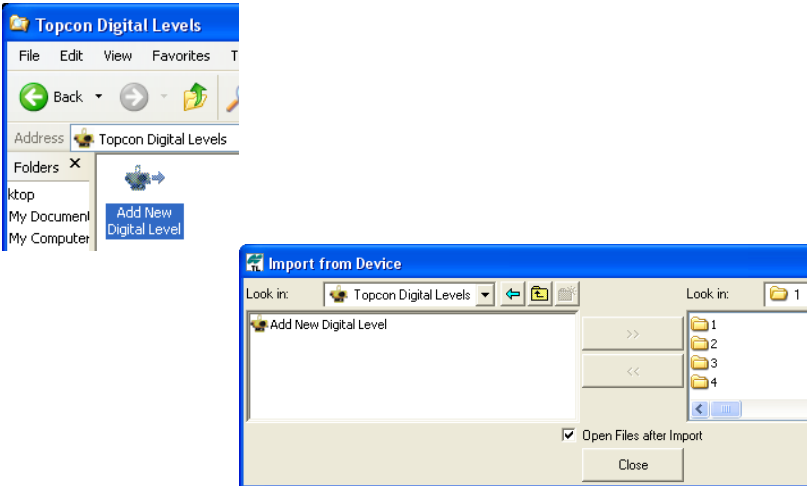 Topcon Digital Levels
File Edit View Favorites T
Back
Address Topcon Digital Levels
Folders X
ktop
My Document
My Computer
Add New
Digital Level
TL Import from Device
Look in: Topcon Digital Levels
Look in: 1
Add New Digital Level
>>
<<
1
2
3
4
Open Files after Import
Close